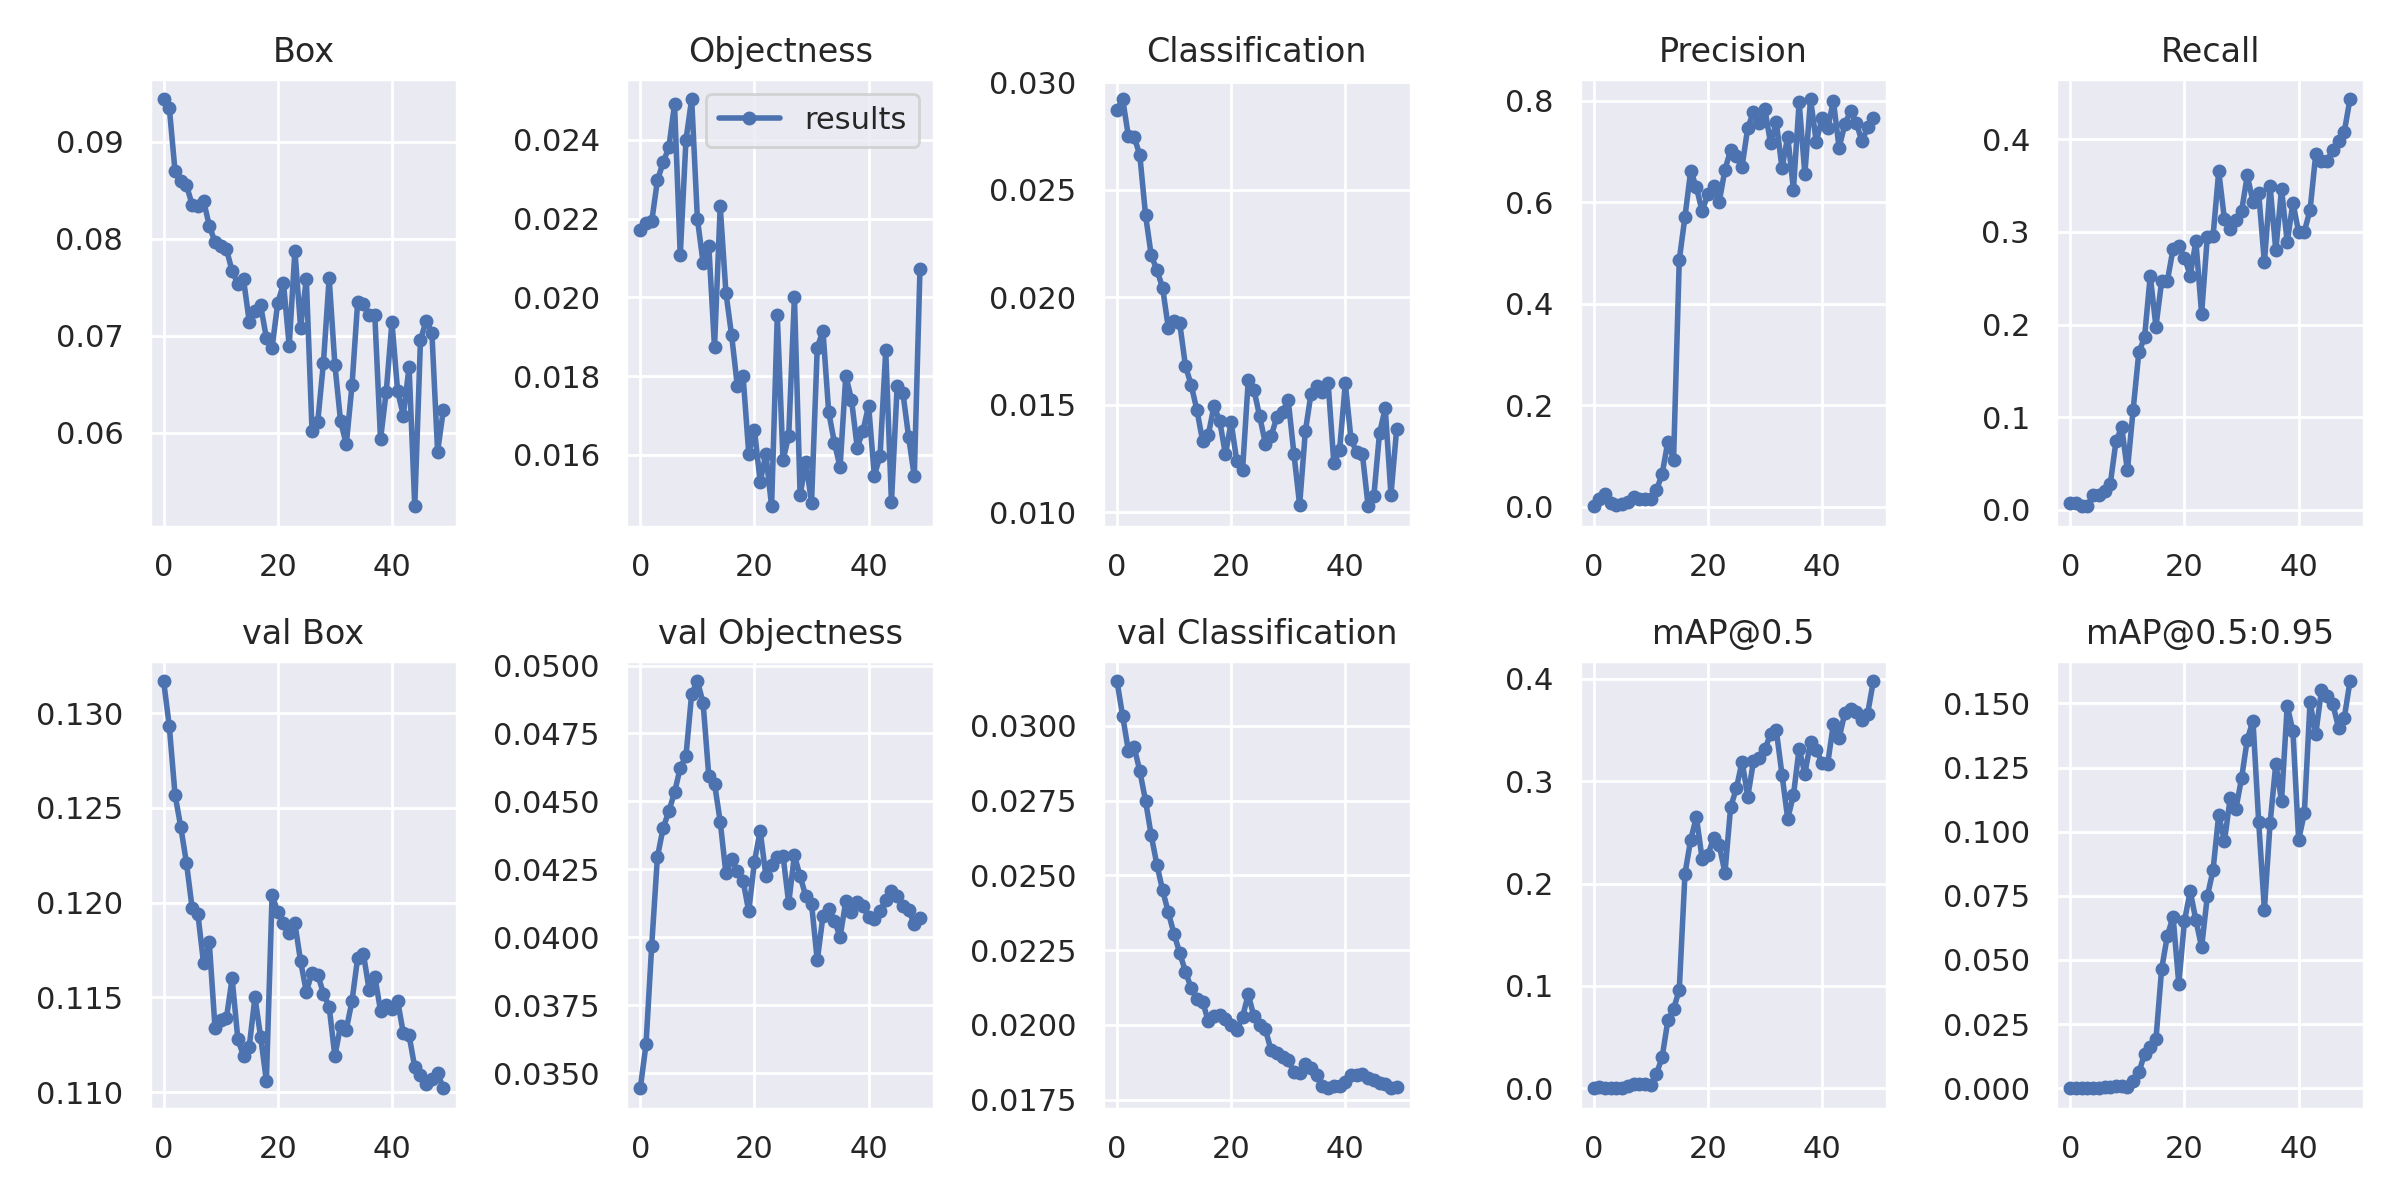 Box
Objectness
Classification
Precision
Recall
0.09
0.08
0.07
0.06
0 20 40
results
0.024
0.022
0.020
0.018
0.016
0 20 40
0.030
0.025
0.020
0.015
0.010
0 20 40
0.8
0.6
0.4
0.2
0.0
0 20 40
0.4
0.3
0.2
0.1
0.0
0 20 40
val Box
val Objectness
val Classification
mAP@0.5
mAP@0.5:0.95
0.130
0.125
0.120
0.115
0.110
0 20 40
0.0500
0.0475
0.0450
0.0425
0.0400
0.0375
0.0350
0 20 40
0.0300
0.0275
0.0250
0.0225
0.0200
0.0175
0 20 40
0.4
0.3
0.2
0.1
0.0
0 20 40
0.150
0.125
0.100
0.075
0.050
0.025
0.000
0 20 40